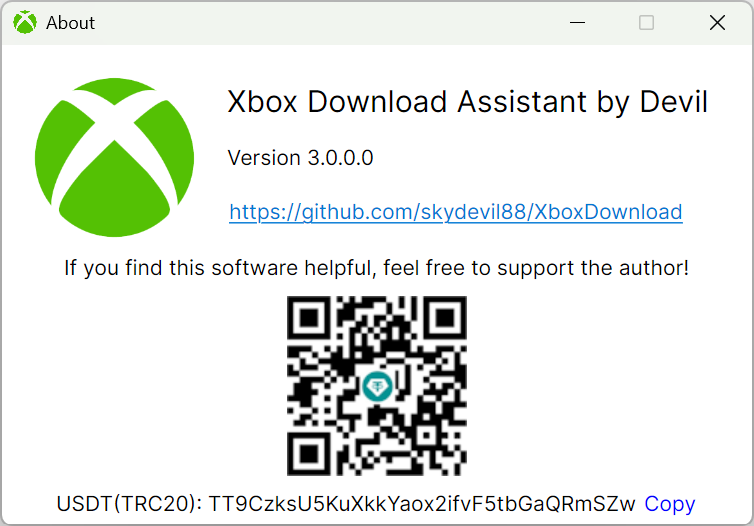 About
Xbox Download Assistant by Devil
Version 3.0.0.0
https://github.com/skydevil88/XboxDownload
If you find this software helpful, feel free to support the author!
USDT(TRC20): TT9CzksU5KuXkkYaox2ifvF5tbGaQRmSZw Copy